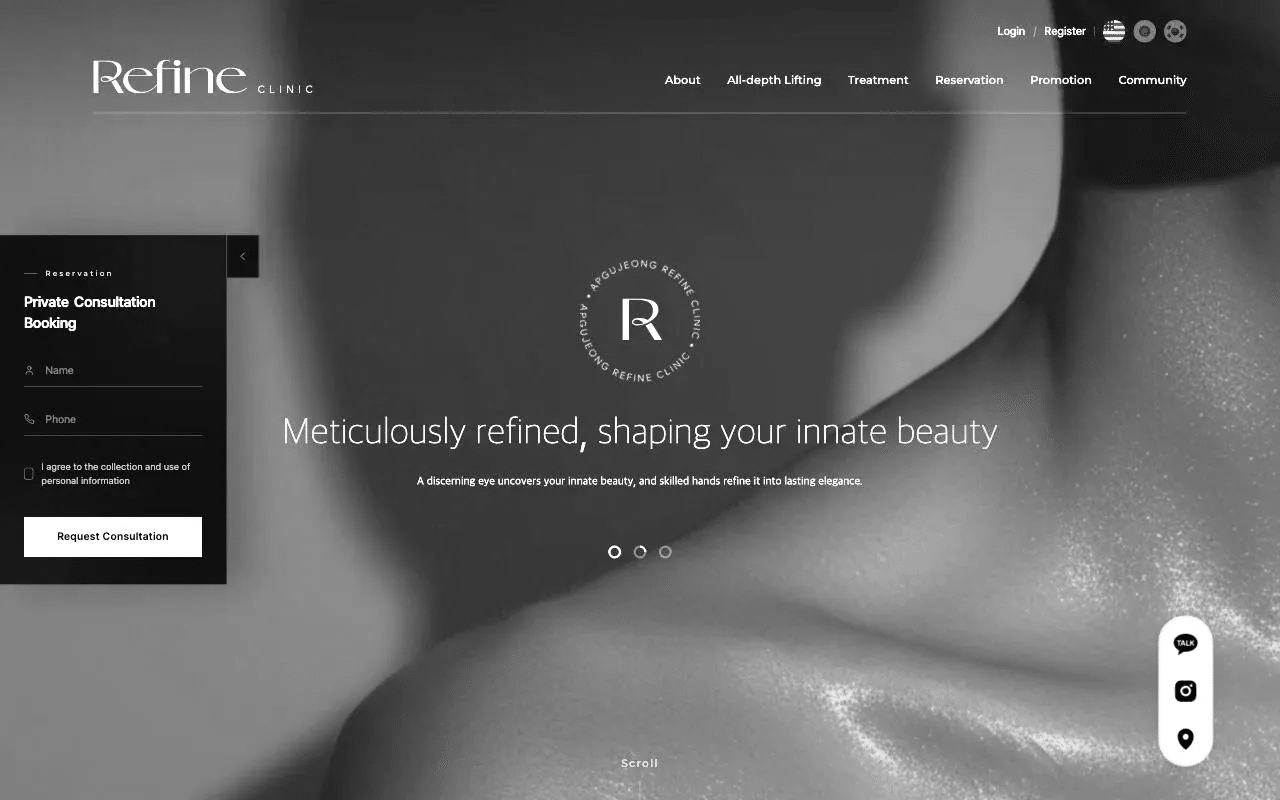 Login / Register
Refine CLINIC
About All-depth Lifting Treatment Reservation Promotion Community
Reservation
Private Consultation
Booking
Name
Phone
I agree to the collection and use of
personal information
Request Consultation
APGUJEONG REFINE CLINIC • APGUJEONG REFINE CLINIC •
R
Meticulously refined, shaping your innate beauty
A discerning eye uncovers your innate beauty, and skilled hands refine it into lasting elegance.
TALK
Scroll